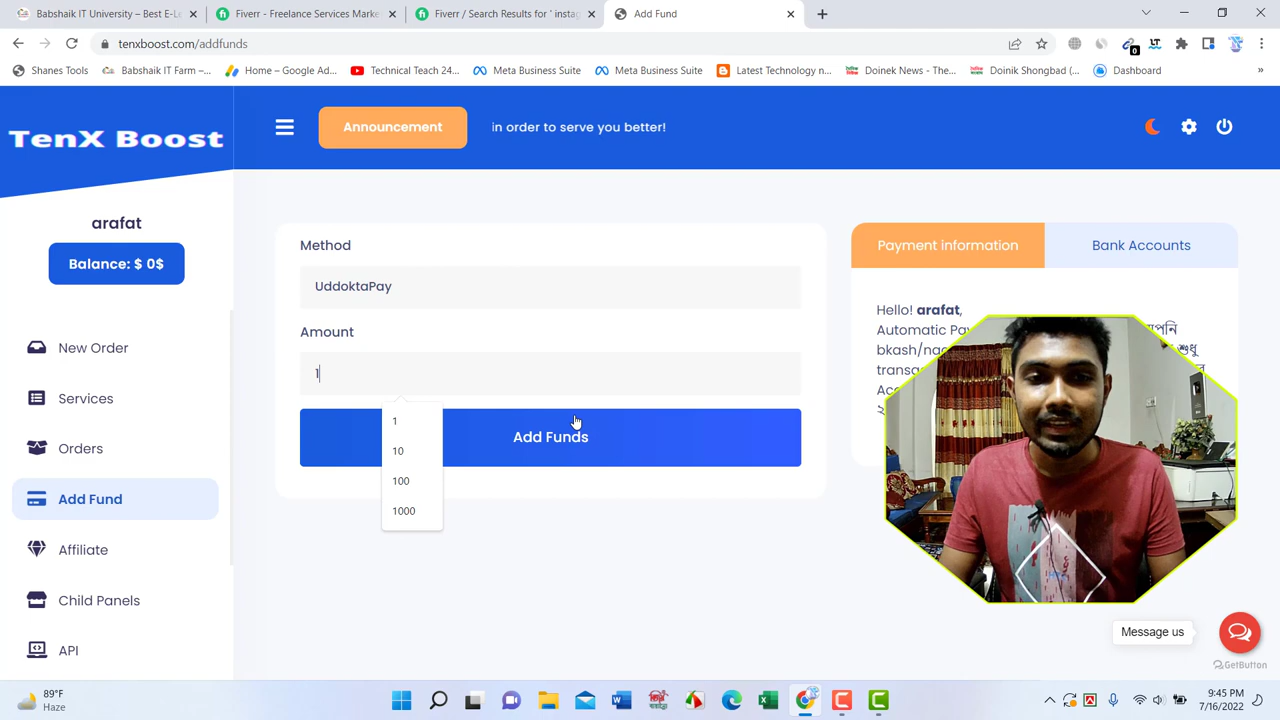 Babshaik IT University – Best E-Le
Fiverr - Freelance Services Marke
Fiverr / Search Results for ' instag
Add Fund
tenxboost.com/addfunds
0
Shanes Tools
Babshaik IT Farm –...
Home – Google Ad...
Technical Teach 24...
Meta Business Suite
Meta Business Suite
Latest Technology n...
Doinek News - The...
Doinik Shongbad (...
Dashboard
»
TenX Boost
Announcement
in order to serve you better!
arafat
Balance: $ 0$
New Order
Services
Orders
Add Fund
Affiliate
Child Panels
API
Method
UddoktaPay
Amount
1
1
10
100
1000
Add Funds
Payment information
Bank Accounts
Hello! arafat,
Automatic Pa
bkash/nag
শুধু
transa
Message us
GetButton
89°F
Haze
9:45 PM
7/16/2022